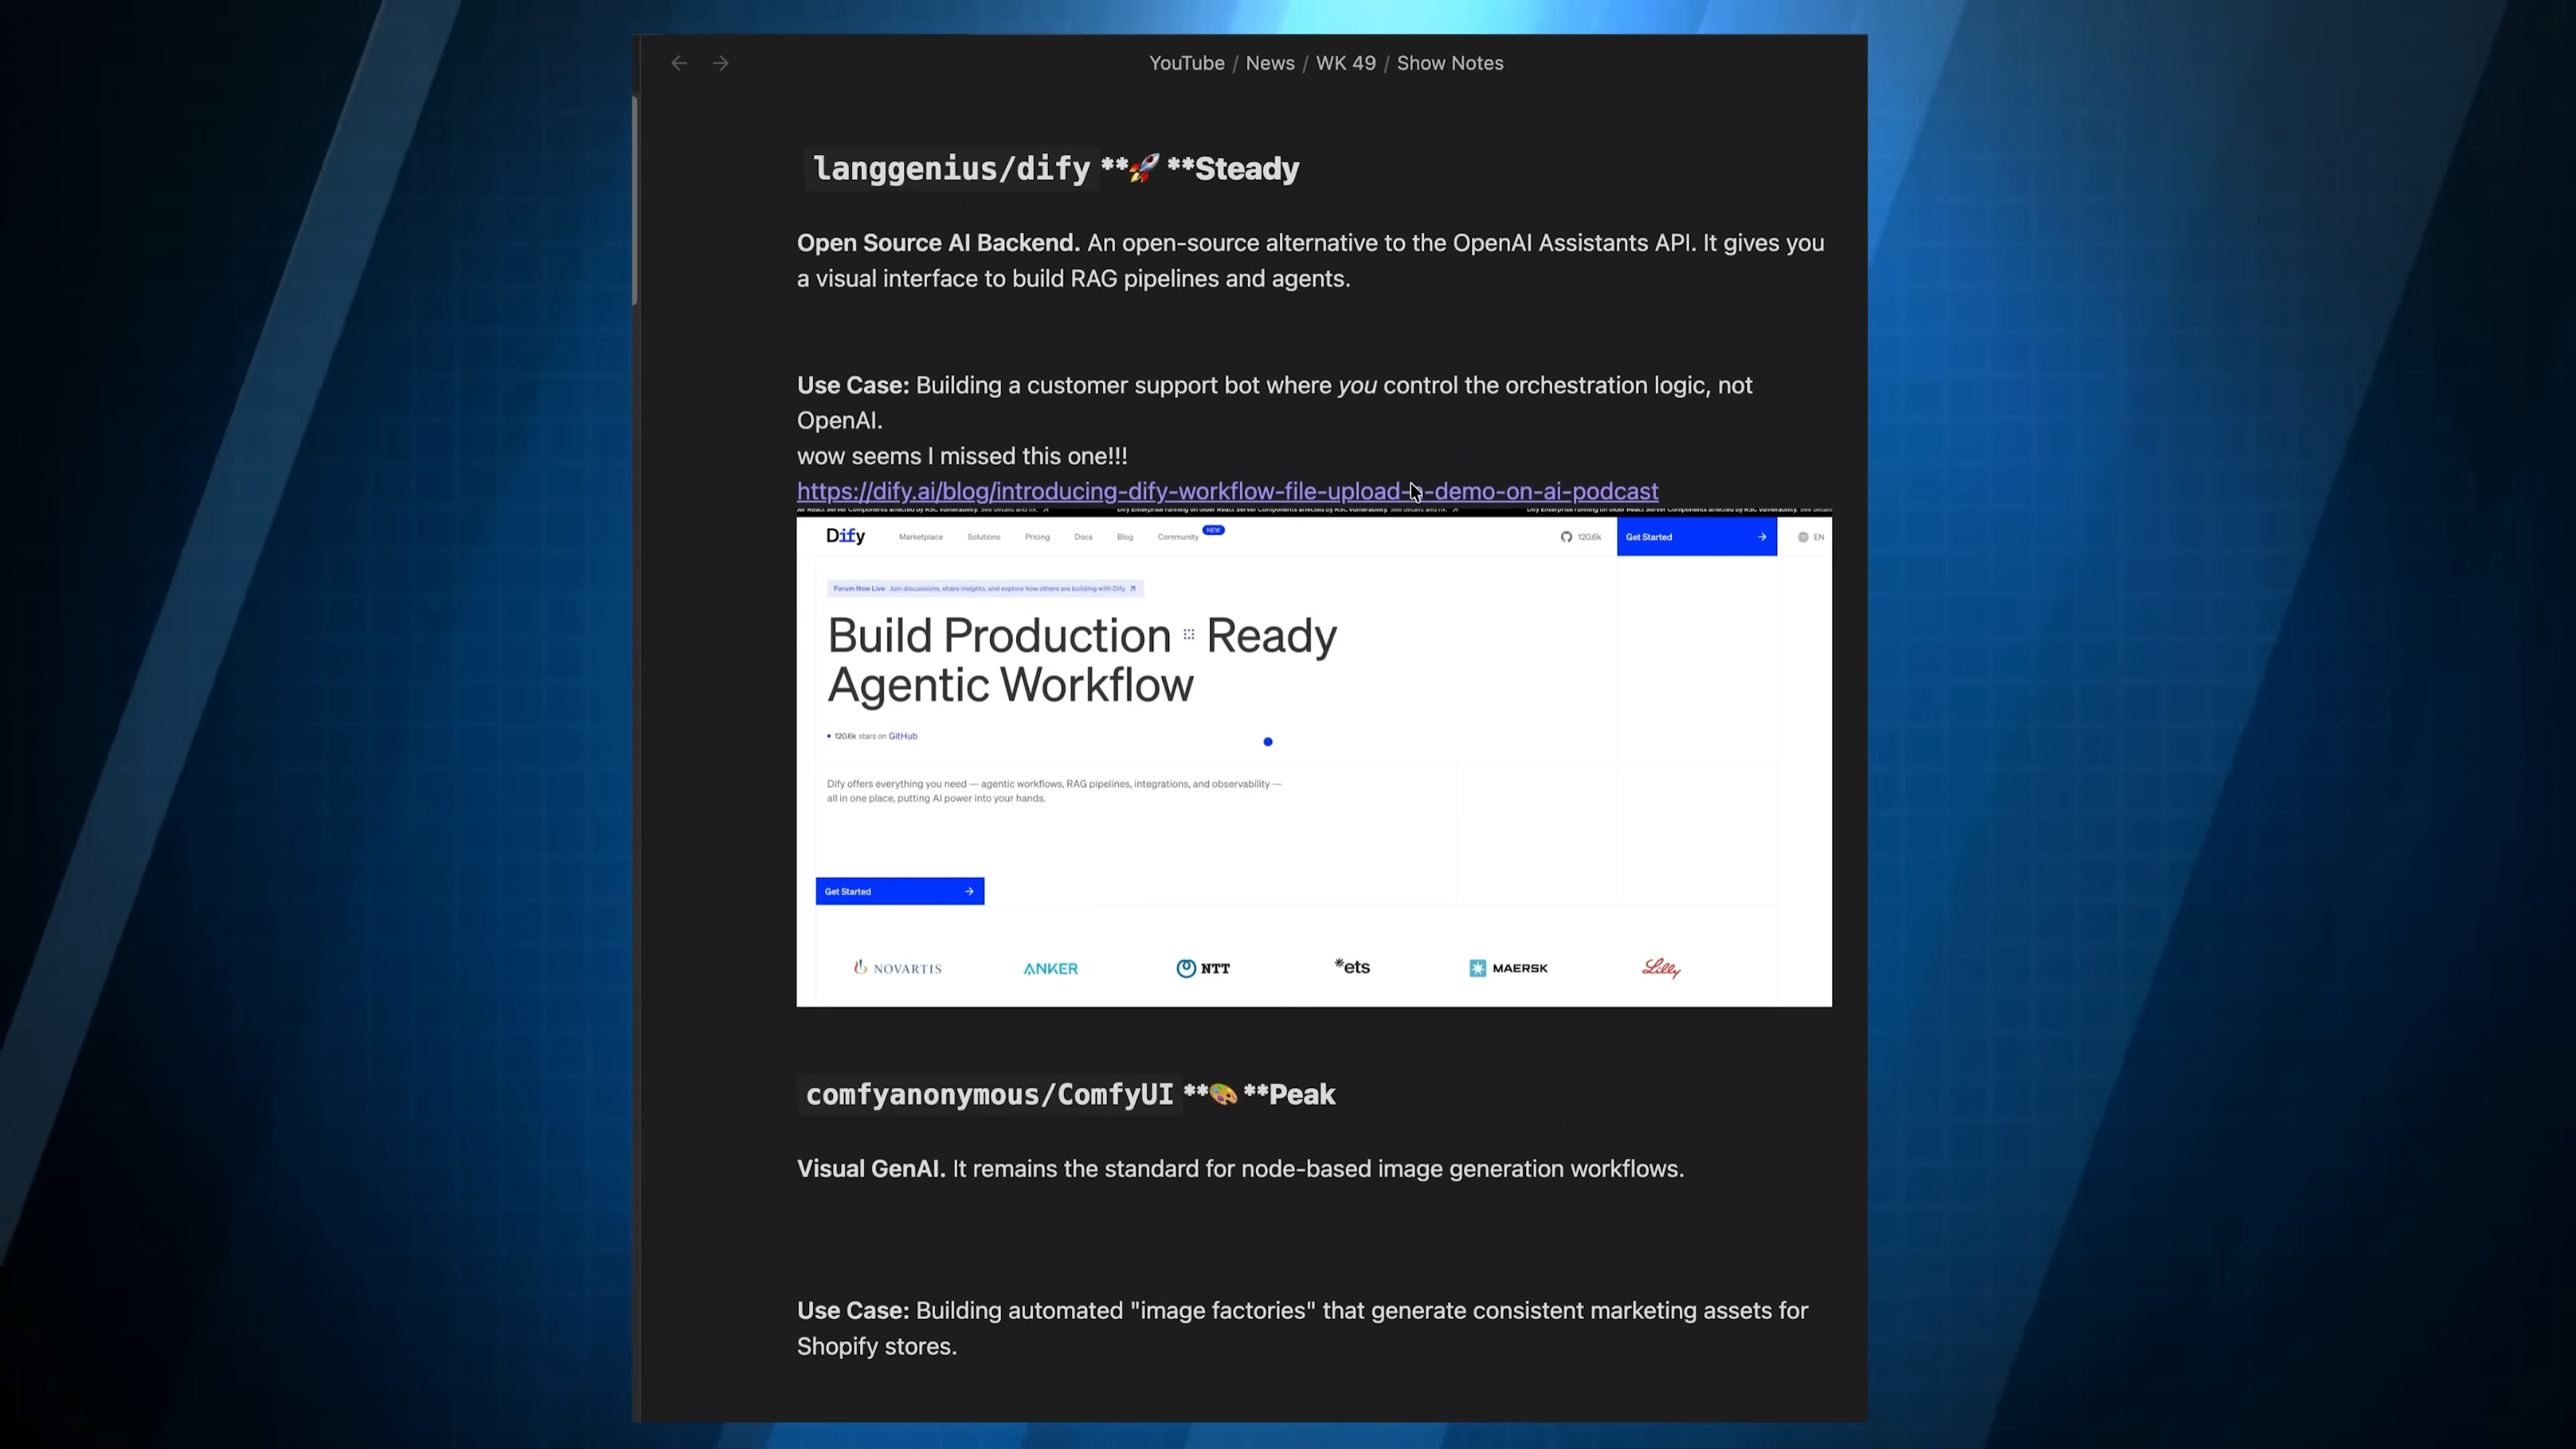 YouTube / News / WK 49 / Show Notes
langgenius/dify **🚀 **Steady
Open Source AI Backend. An open-source alternative to the OpenAI Assistants API. It gives you
a visual interface to build RAG pipelines and agents.
Use Case: Building a customer support bot where you control the orchestration logic, not
OpenAI.
wow seems I missed this one!!!
https://dify.ai/blog/introducing-dify-workflow-file-upload-a-demo-on-ai-podcast
Dify Marketplace Solutions Pricing Docs Blog Community NEW 120.6k Get Started → EN
Forum Now Live Join discussions, share insights, and explore how others are building with Dify.
Build Production Ready
Agentic Workflow
• 120.6k stars on GitHub
Dify offers everything you need — agentic workflows, RAG pipelines, integrations, and observability —
all in one place, putting AI power into your hands.
Get Started →
NOVARTIS ANKER NTT *ets MAERSK Lilly
comfyanonymous/ComfyUI **🎨 **Peak
Visual GenAI. It remains the standard for node-based image generation workflows.
Use Case: Building automated "image factories" that generate consistent marketing assets for
Shopify stores.